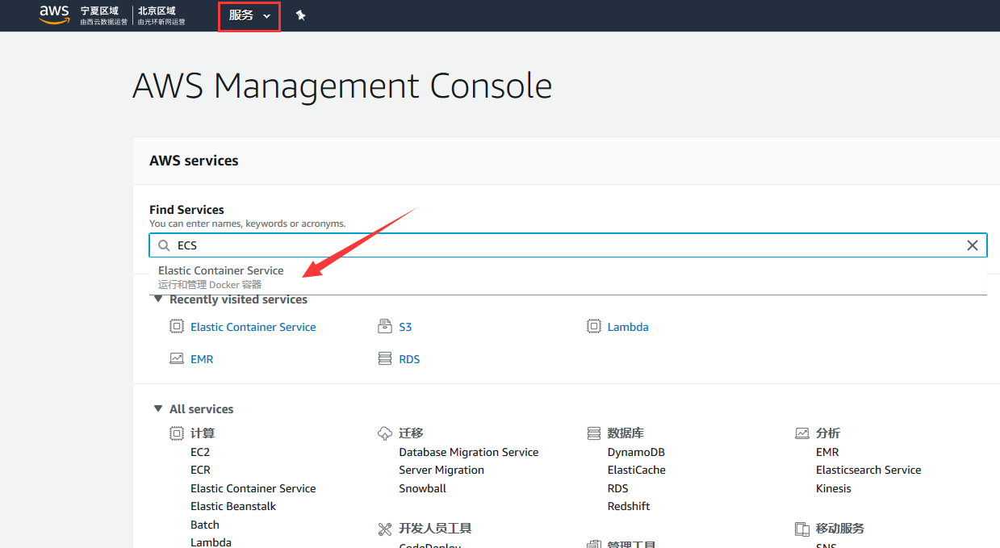 aws 宁夏区域 北京区域 服务
由西云数据运营 由光环新网运营
AWS Management Console
AWS services
Find Services
You can enter names, keywords or acronyms.
ECS
Elastic Container Service
运行和管理 Docker 容器
Recently visited services
Elastic Container Service S3 Lambda
EMR RDS
All services
计算 迁移 数据库 分析
EC2 Database Migration Service DynamoDB EMR
ECR Server Migration ElastiCache Elasticsearch Service
Elastic Container Service Snowball RDS Kinesis
Elastic Beanstalk Redshift
Batch 开发人员工具 移动服务
Lambda CodeDeploy 管理工具 SNS